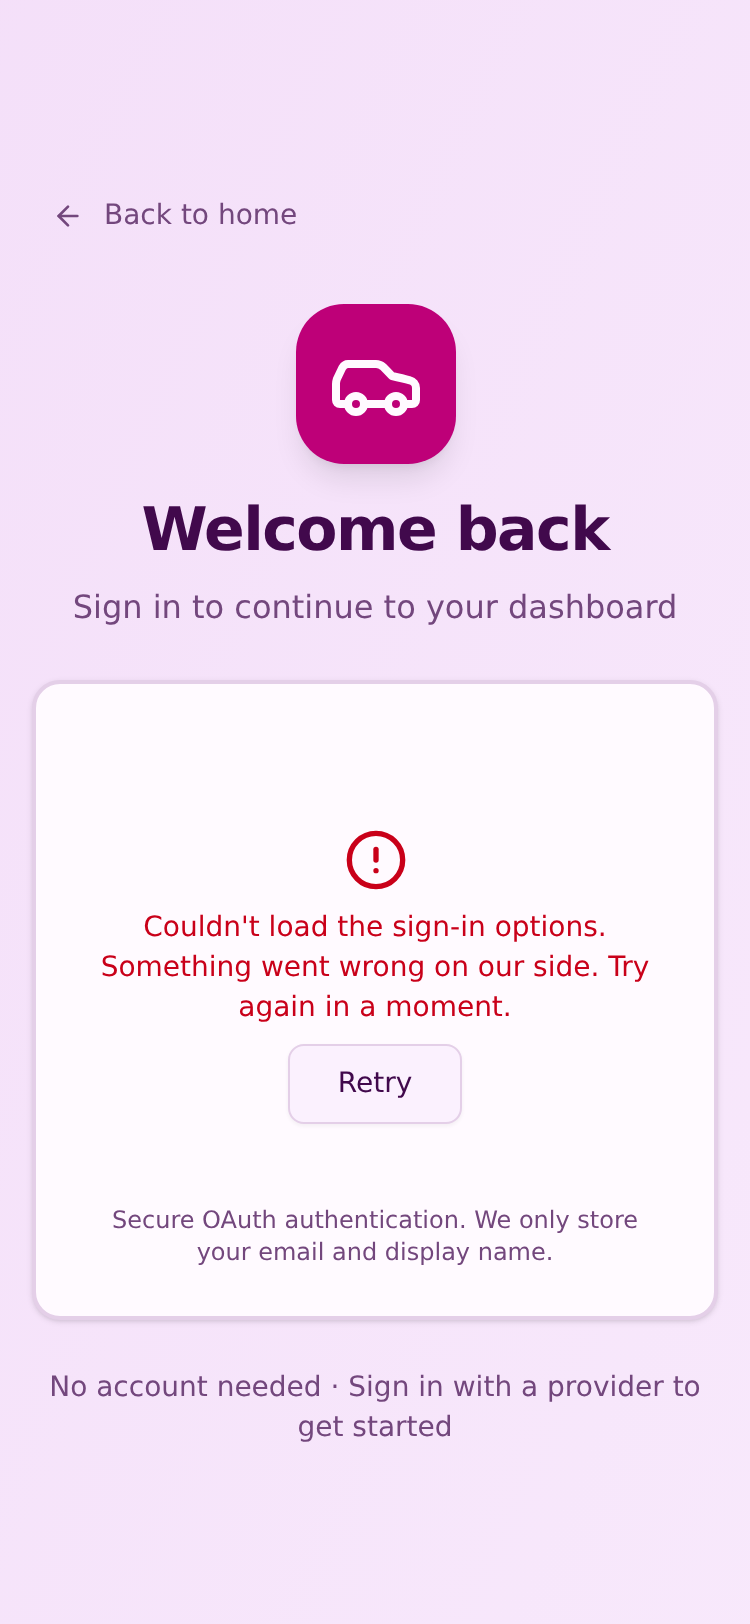 Back to home
Welcome back
Sign in to continue to your dashboard
Couldn't load the sign-in options.
Something went wrong on our side. Try
again in a moment.
Retry
Secure OAuth authentication. We only store
your email and display name.
No account needed · Sign in with a provider to
get started